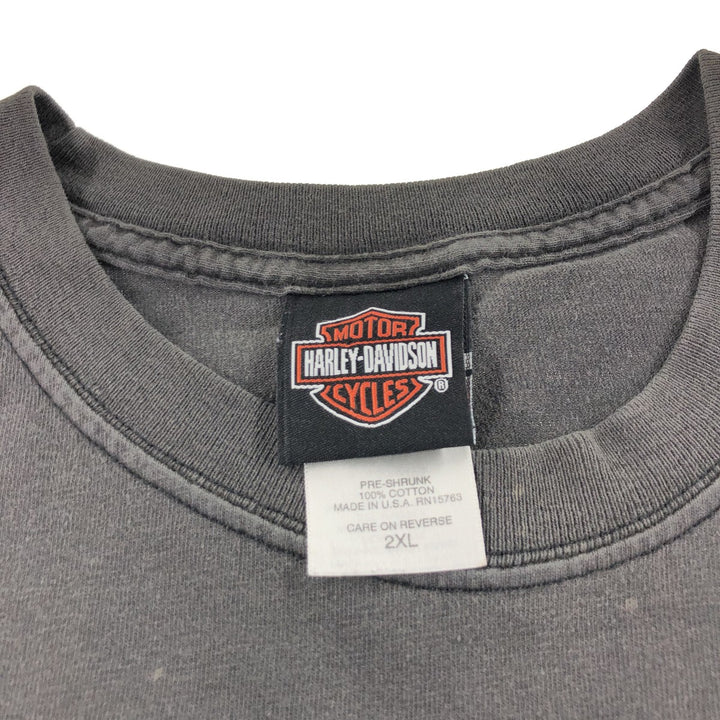 MOTOR
HARLEY-DAVIDSON
CYCLES
®
PRE-SHRUNK
100% COTTON
MADE IN U.S.A. RN15763
CARE ON REVERSE
2XL